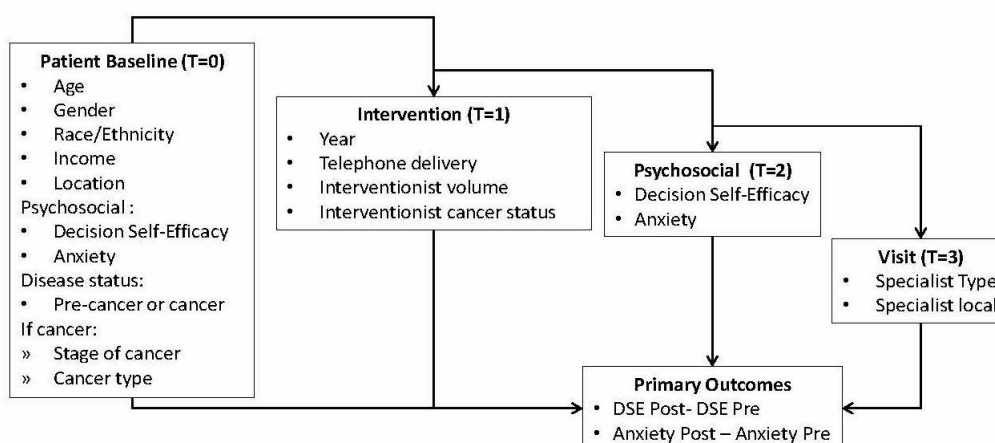 Patient Baseline (T=0)
• Age
• Gender
• Race/Ethnicity
• Income
• Location
Psychosocial :
• Decision Self-Efficacy
• Anxiety
Disease status:
• Pre-cancer or cancer
If cancer:
» Stage of cancer
» Cancer type
Intervention (T=1)
• Year
• Telephone delivery
• Interventionist volume
• Interventionist cancer status
Psychosocial (T=2)
• Decision Self-Efficacy
• Anxiety
Visit (T=3)
• Specialist Type
• Specialist local
Primary Outcomes
• DSE Post- DSE Pre
• Anxiety Post – Anxiety Pre